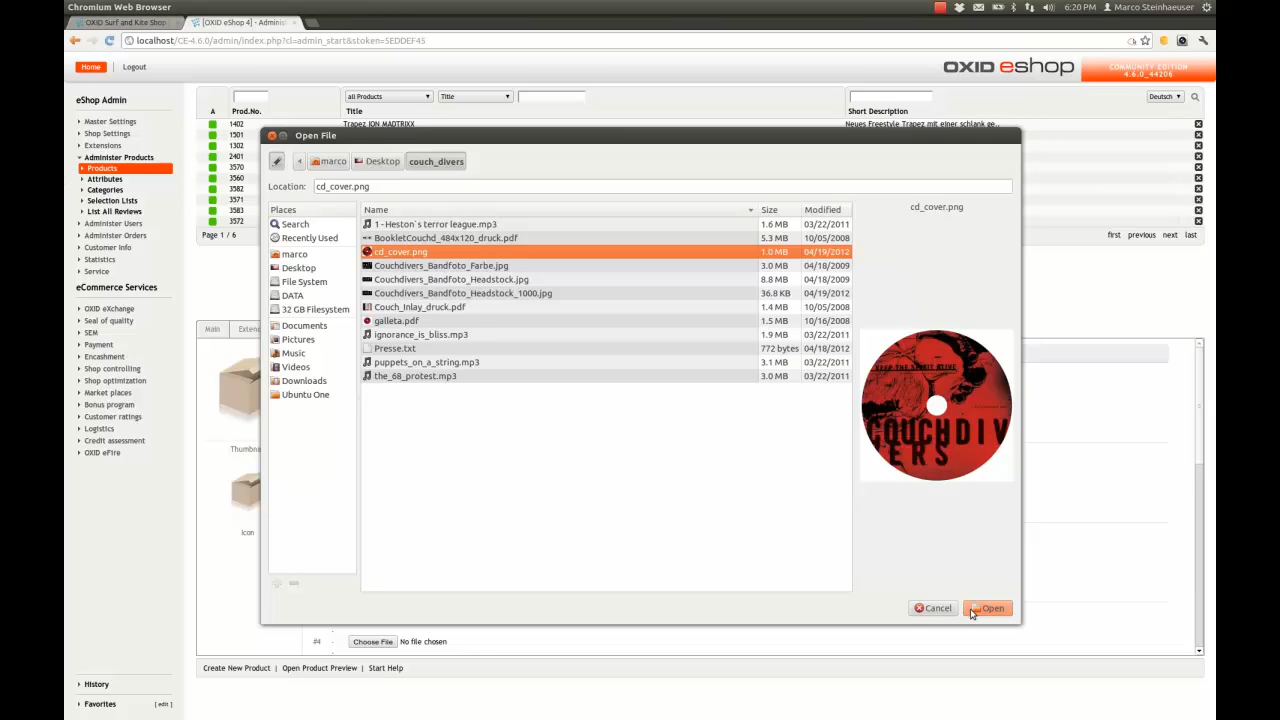 Chromium Web Browser
6:20 PM
Marco Steinhaeuser
OXID Surf and Kite Shop
[OXID eShop 4] - Adminis
localhost/CE-4.6.0/admin/index.php?cl=admin_start&stoken=5EDDEF45
Home
Logout
OXID eshop
COMMUNITY EDITION
4.6.0_44206
eShop Admin
Master Settings
Shop Settings
Extensions
Administer Products
Products
Attributes
Categories
Selection Lists
List All Reviews
Administer Users
Administer Orders
Customer Info
Statistics
Service
eCommerce Services
OXID eXchange
Seal of quality
SEM
Payment
Encashment
Shop controlling
Shop optimization
Market places
Bonus program
Customer ratings
Logistics
Credit assessment
OXID eFire
History
Favorites
[ edit ]
all Products
Title
Deutsch
A
Prod.No.
Title
Short Description
1402
Trapez ION MADTRIXX
Neues Freestyle Trapez mit einer schlank ge..
1501
1302
2401
3570
3560
3582
3571
3583
3572
Page 1 / 6
first
previous
next
last
Main
Extend
Thumbna
Icon
Open File
marco
Desktop
couch_divers
Location:
cd_cover.png
Places
Search
Recently Used
marco
Desktop
File System
DATA
32 GB Filesystem
Documents
Pictures
Music
Videos
Downloads
Ubuntu One
Name
Size
Modified
1 - Heston`s terror league.mp3
1.6 MB
03/22/2011
BookletCouchd_484x120_druck.pdf
5.3 MB
10/05/2008
cd_cover.png
1.0 MB
04/19/2012
Couchdivers_Bandfoto_Farbe.jpg
3.0 MB
04/18/2009
Couchdivers_Bandfoto_Headstock.jpg
8.8 MB
04/18/2009
Couchdivers_Bandfoto_Headstock_1000.jpg
36.8 KB
04/19/2012
Couch_Inlay_druck.pdf
1.4 MB
10/05/2008
galleta.pdf
1.5 MB
10/16/2008
ignorance_is_bliss.mp3
1.9 MB
03/22/2011
Presse.txt
772 bytes
04/18/2012
puppets_on_a_string.mp3
3.1 MB
03/22/2011
the_68_protest.mp3
3.0 MB
03/22/2011
cd_cover.png
KEEP THE SPIRIT ALIVE
COUCHDIV
ERS
Cancel
Open
#4
Choose File
No file chosen
Create New Product | Open Product Preview | Start Help